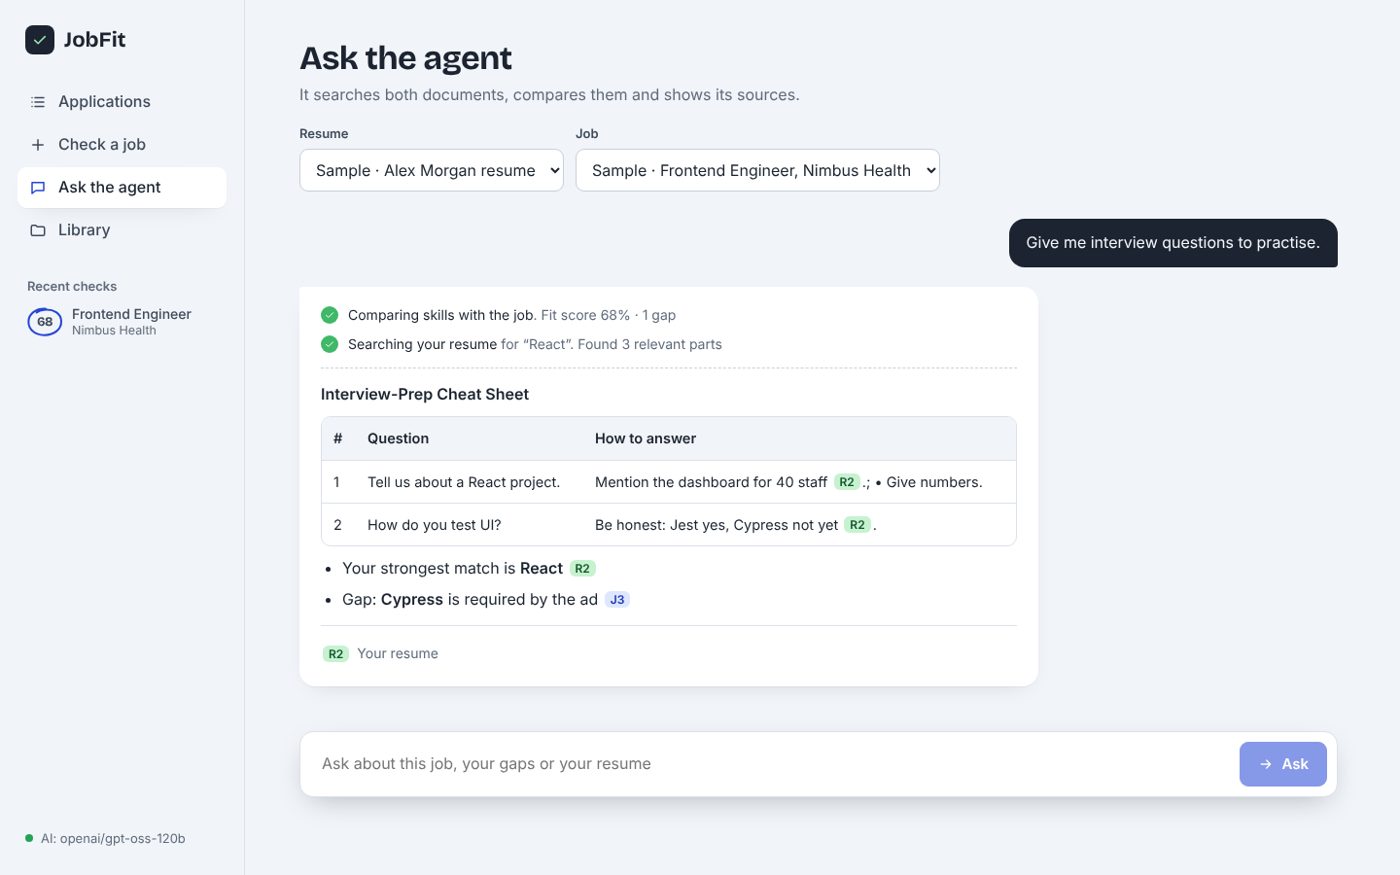 JobFit
Applications
Check a job
Ask the agent
Library
Recent checks
68
Frontend Engineer
Nimbus Health
AI: openai/gpt-oss-120b
Ask the agent
It searches both documents, compares them and shows its sources.
Resume
Job
Sample · Alex Morgan resume
Sample · Frontend Engineer, Nimbus Health
Give me interview questions to practise.
Comparing skills with the job. Fit score 68% · 1 gap
Searching your resume for “React”. Found 3 relevant parts
Interview-Prep Cheat Sheet
# Question How to answer
1 Tell us about a React project. Mention the dashboard for 40 staff R2 .; • Give numbers.
2 How do you test UI? Be honest: Jest yes, Cypress not yet R2 .
• Your strongest match is React R2
• Gap: Cypress is required by the ad J3
R2 Your resume
Ask about this job, your gaps or your resume
→ Ask